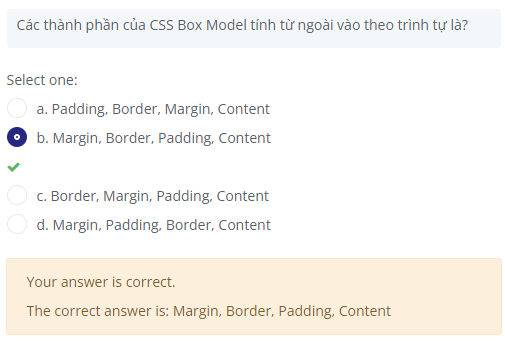 Các thành phần của CSS Box Model tính từ ngoài vào theo trình tự là?
Select one:
a. Padding, Border, Margin, Content
b. Margin, Border, Padding, Content
c. Border, Margin, Padding, Content
d. Margin, Padding, Border, Content
Your answer is correct.
The correct answer is: Margin, Border, Padding, Content